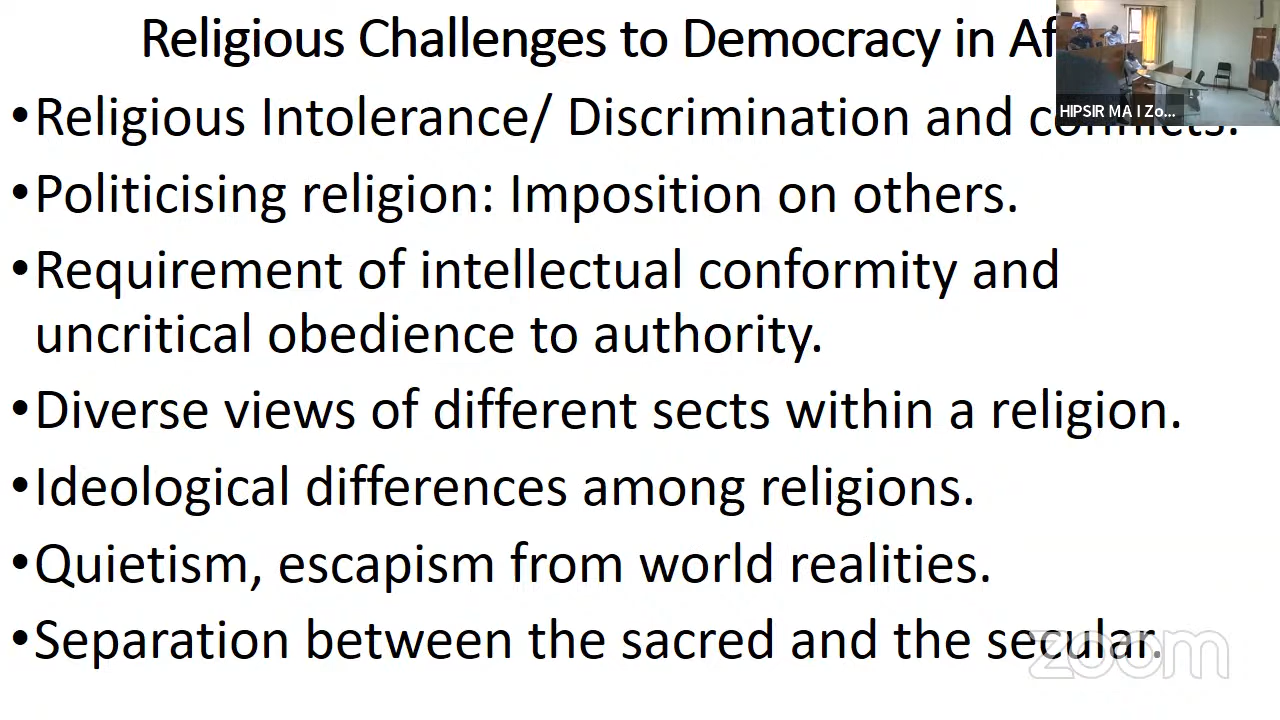 Religious Challenges to Democracy in Af
HIPSIR MA I Zo...
•Religious Intolerance/ Discrimination and conflicts.
•Politicising religion: Imposition on others.
•Requirement of intellectual conformity and
uncritical obedience to authority.
•Diverse views of different sects within a religion.
•Ideological differences among religions.
•Quietism, escapism from world realities.
•Separation between the sacred and the secular.
zoom